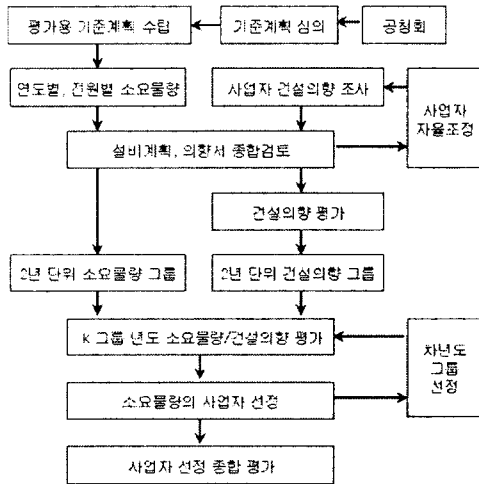 평가용 기준계획 수립
기준계획 심의
공청회
연도별, 전원별 소요물량
사업자 건설의향 조사
사업자
자율조정
설비계획, 의향서 종합검토
건설의향 평가
2년 단위 소요물량 그룹
2년 단위 건설의향 그룹
k 그룹 년도 소요물량/건설의향 평가
차년도
그룹
선정
소요물량의 사업자 선정
사업자 선정 종합 평가